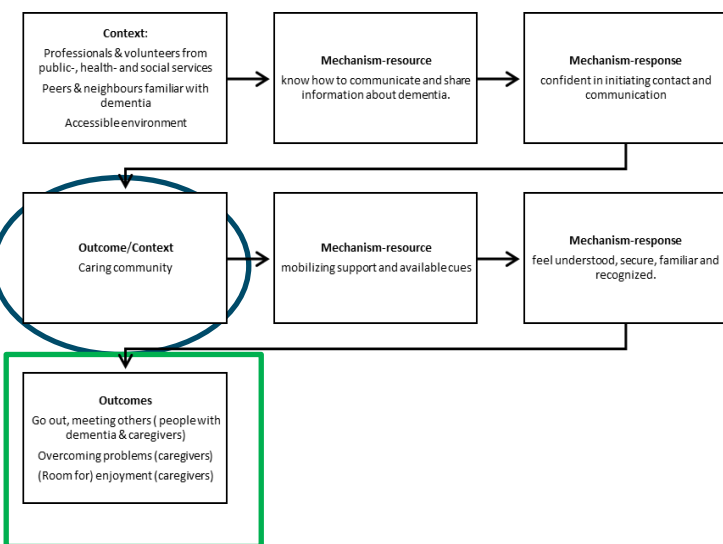 Context:
Professionals & volunteers from
public-, health- and social services
Peers & neighbours familiar with
dementia
Accessible environment
Mechanism-resource
know how to communicate and share
information about dementia.
Mechanism-response
confident in initiating contact and
communication
Outcome/Context
Caring community
Mechanism-resource
mobilizing support and available cues
Mechanism-response
feel understood, secure, familiar and
recognized.
Outcomes
Go out, meeting others ( people with
dementia & caregivers)
Overcoming problems (caregivers)
(Room for) enjoyment (caregivers)